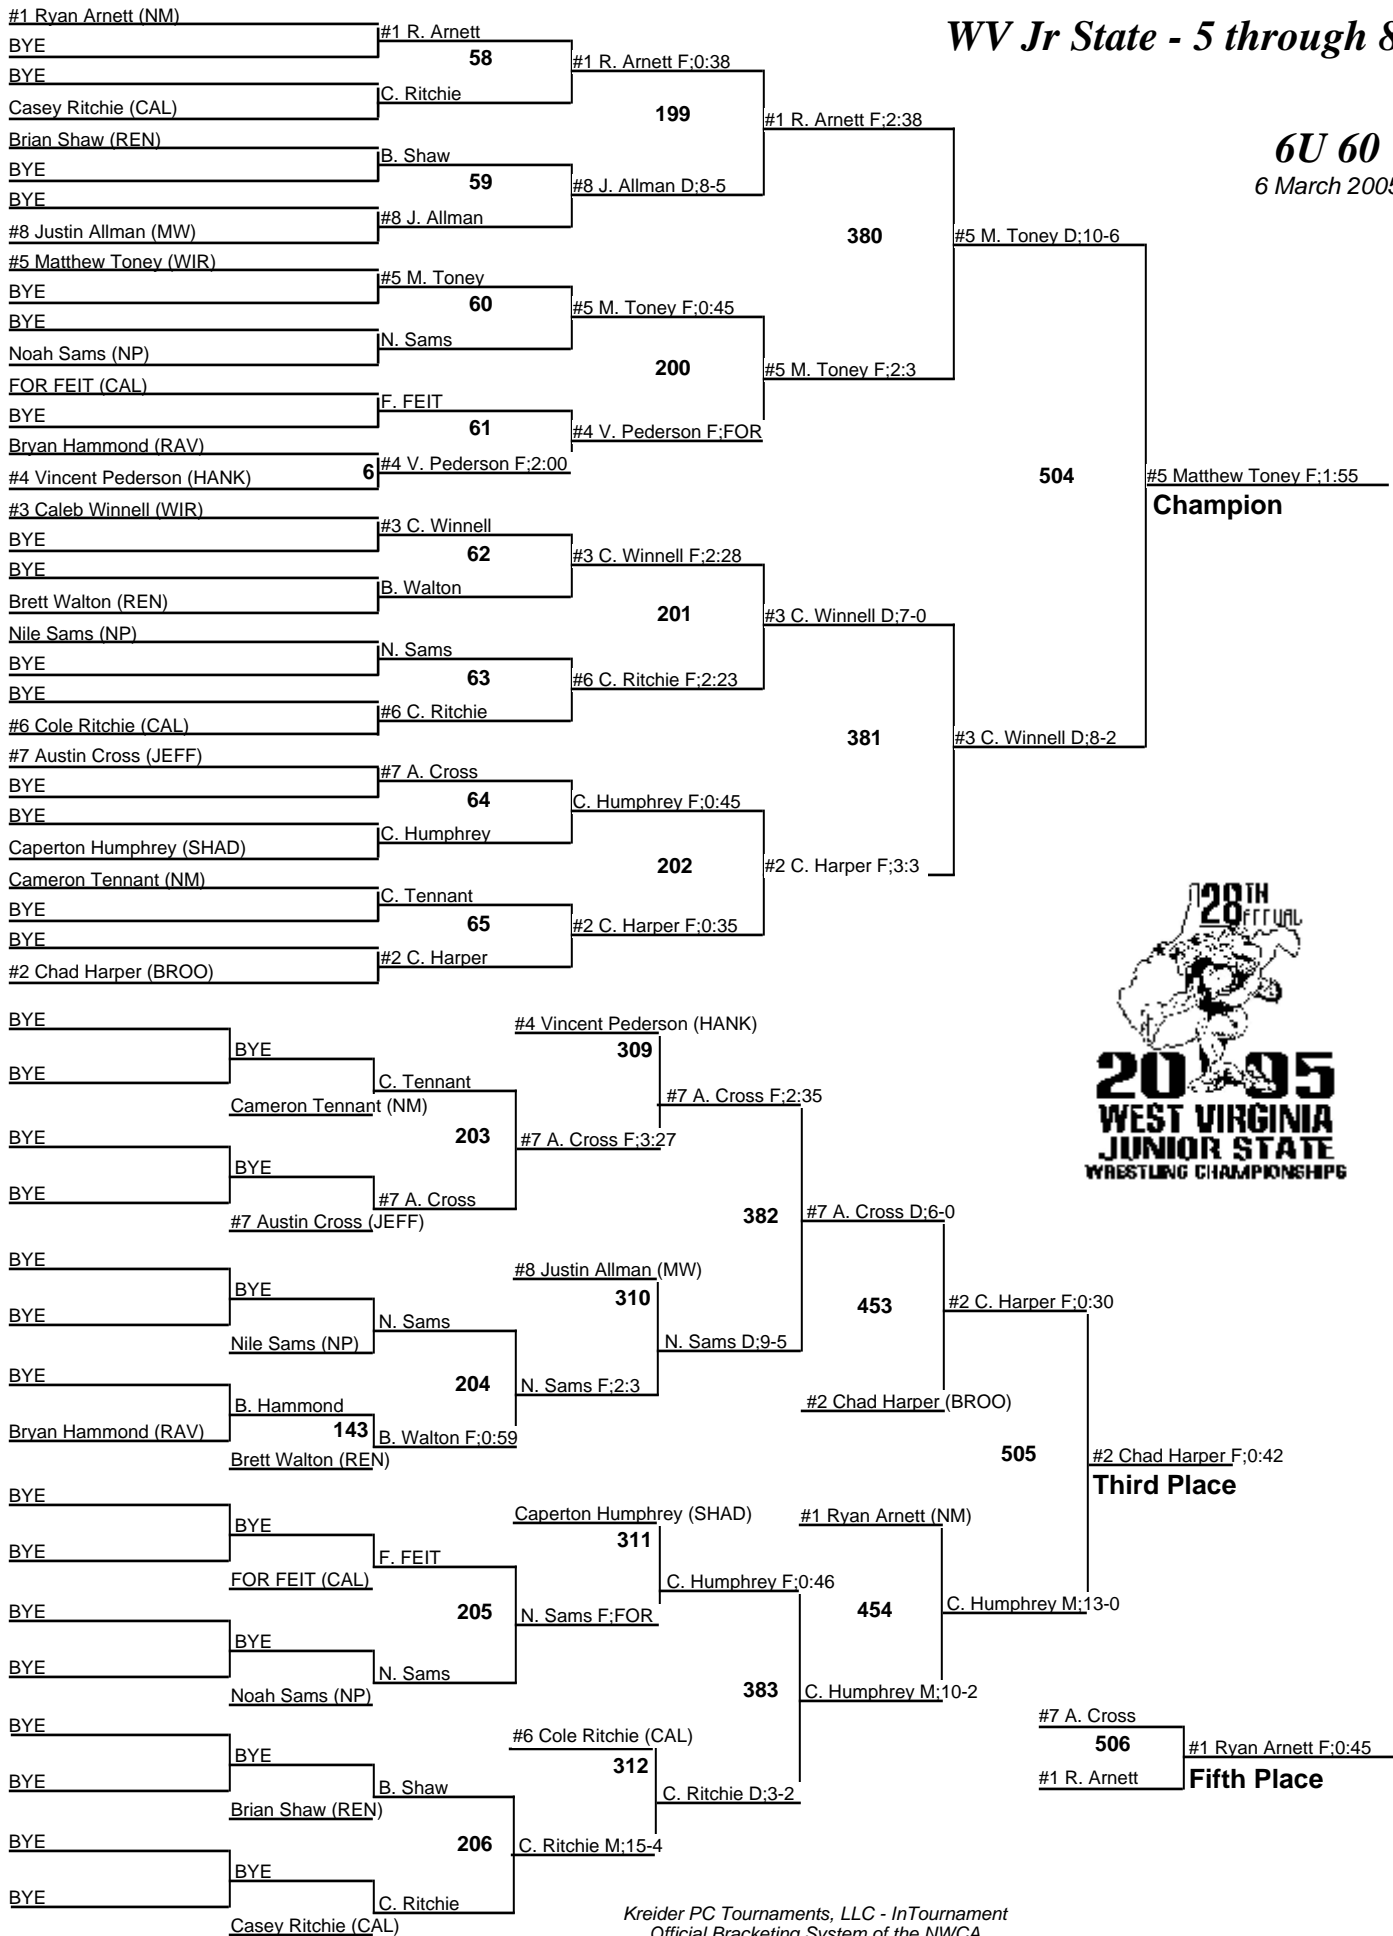 WV Jr State - 5 through 8
6U 60
6 March 2005
#1 Ryan Arnett (NM)
BYE
BYE
Casey Ritchie (CAL)
Brian Shaw (REN)
BYE
BYE
#8 Justin Allman (MW)
#5 Matthew Toney (WIR)
BYE
BYE
Noah Sams (NP)
FOR FEIT (CAL)
BYE
Bryan Hammond (RAV)
#4 Vincent Pederson (HANK)
6
#3 Caleb Winnell (WIR)
BYE
BYE
Brett Walton (REN)
Nile Sams (NP)
BYE
BYE
#6 Cole Ritchie (CAL)
#7 Austin Cross (JEFF)
BYE
BYE
Caperton Humphrey (SHAD)
Cameron Tennant (NM)
BYE
BYE
#2 Chad Harper (BROO)
#1 R. Arnett
58
C. Ritchie
B. Shaw
59
#8 J. Allman
#5 M. Toney
60
N. Sams
F. FEIT
61
#4 V. Pederson F;2:00
#3 C. Winnell
62
B. Walton
N. Sams
63
#6 C. Ritchie
#7 A. Cross
64
C. Humphrey
C. Tennant
65
#2 C. Harper
#1 R. Arnett F;0:38
199
#8 J. Allman D;8-5
#5 M. Toney F;0:45
200
#4 V. Pederson F;FOR
#3 C. Winnell F;2:28
201
#6 C. Ritchie F;2:23
C. Humphrey F;0:45
202
#2 C. Harper F;0:35
#1 R. Arnett F;2:38
380
#5 M. Toney F;2:3
#3 C. Winnell D;7-0
381
#2 C. Harper F;3:3
#5 M. Toney D;10-6
504
#3 C. Winnell D;8-2
#5 Matthew Toney F;1:55
Champion
28TH
2005
WEST VIRGINIA
JUNIOR STATE
WRESTLING CHAMPIONSHIPS
BYE
BYE
BYE
BYE
BYE
BYE
BYE
Bryan Hammond (RAV)
BYE
BYE
BYE
BYE
BYE
BYE
BYE
BYE
BYE
Cameron Tennant (NM)
BYE
#7 Austin Cross (JEFF)
BYE
Nile Sams (NP)
B. Hammond
143
Brett Walton (REN)
BYE
FOR FEIT (CAL)
BYE
Noah Sams (NP)
BYE
Brian Shaw (REN)
BYE
Casey Ritchie (CAL)
C. Tennant
203
#7 A. Cross
N. Sams
204
B. Walton F;0:59
F. FEIT
205
N. Sams
B. Shaw
206
C. Ritchie
#4 Vincent Pederson (HANK)
309
#7 A. Cross F;3:27
#8 Justin Allman (MW)
310
N. Sams F;2:3
Caperton Humphrey (SHAD)
311
N. Sams F;FOR
#6 Cole Ritchie (CAL)
312
C. Ritchie M;15-4
#7 A. Cross F;2:35
382
N. Sams D;9-5
C. Humphrey F;0:46
383
C. Ritchie D;3-2
#7 A. Cross D;6-0
453
#2 Chad Harper (BROO)
#1 Ryan Arnett (NM)
454
C. Humphrey M;10-2
#2 C. Harper F;0:30
505
C. Humphrey M;13-0
#2 Chad Harper F;0:42
Third Place
#7 A. Cross
506
#1 R. Arnett
#1 Ryan Arnett F;0:45
Fifth Place
Kreider PC Tournaments, LLC - InTournament
Official Bracketing System of the NWCA